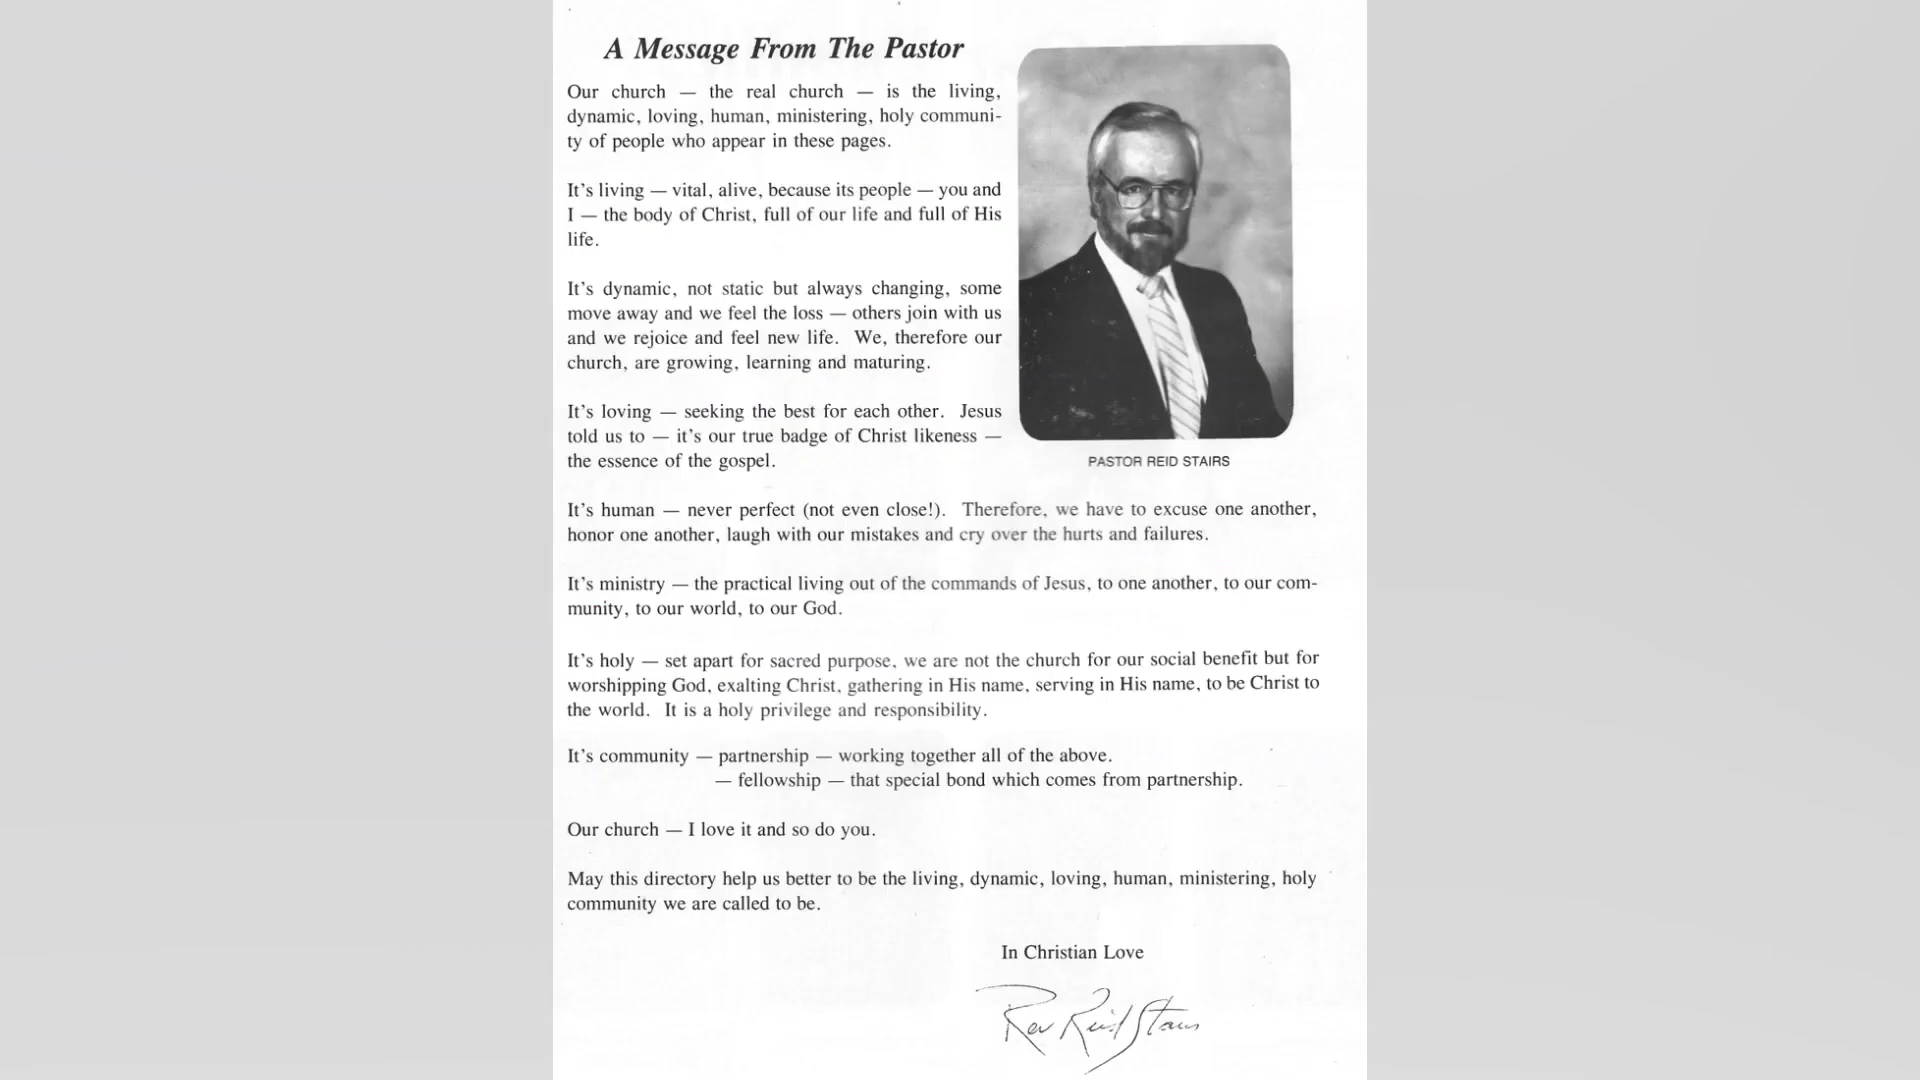 A Message From The Pastor
Our church — the real church — is the living,
dynamic, loving, human, ministering, holy communi-
ty of people who appear in these pages.
It's living — vital, alive, because its people — you and
I — the body of Christ, full of our life and full of His
life.
It's dynamic, not static but always changing, some
move away and we feel the loss — others join with us
and we rejoice and feel new life. We, therefore our
church, are growing, learning and maturing.
It's loving — seeking the best for each other. Jesus
told us to — it's our true badge of Christ likeness —
the essence of the gospel.
PASTOR REID STAIRS
It's human — never perfect (not even close!). Therefore, we have to excuse one another,
honor one another, laugh with our mistakes and cry over the hurts and failures.
It's ministry — the practical living out of the commands of Jesus, to one another, to our com-
munity, to our world, to our God.
It's holy — set apart for sacred purpose, we are not the church for our social benefit but for
worshipping God, exalting Christ, gathering in His name, serving in His name, to be Christ to
the world. It is a holy privilege and responsibility.
It's community — partnership — working together all of the above.
— fellowship — that special bond which comes from partnership.
Our church — I love it and so do you.
May this directory help us better to be the living, dynamic, loving, human, ministering, holy
community we are called to be.
In Christian Love
Rev Reid Stairs